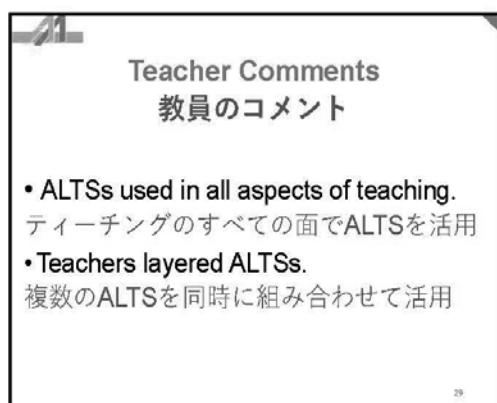 Teacher Comments
教員のコメント
• ALTSs used in all aspects of teaching.
ティーチングのすべての面でALTSを活用
• Teachers layered ALTSs.
複数のALTSを同時に組み合わせて活用
29